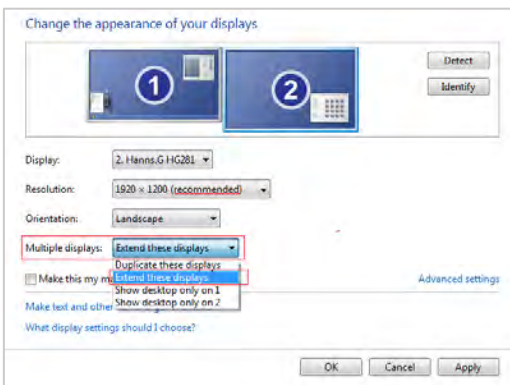 Change the appearance of your displays
1
2
Detect
Identify
Display:
2. Hanns.G HG281
Resolution:
1920 × 1200 (recommended)
Orientation:
Landscape
Multiple displays:
Extend these displays
Duplicate these displays
Make this my m
Extend these displays
Advanced settings
Show desktop only on 1
Make text and other
Show desktop only on 2
What display settings should I choose?
OK
Cancel
Apply